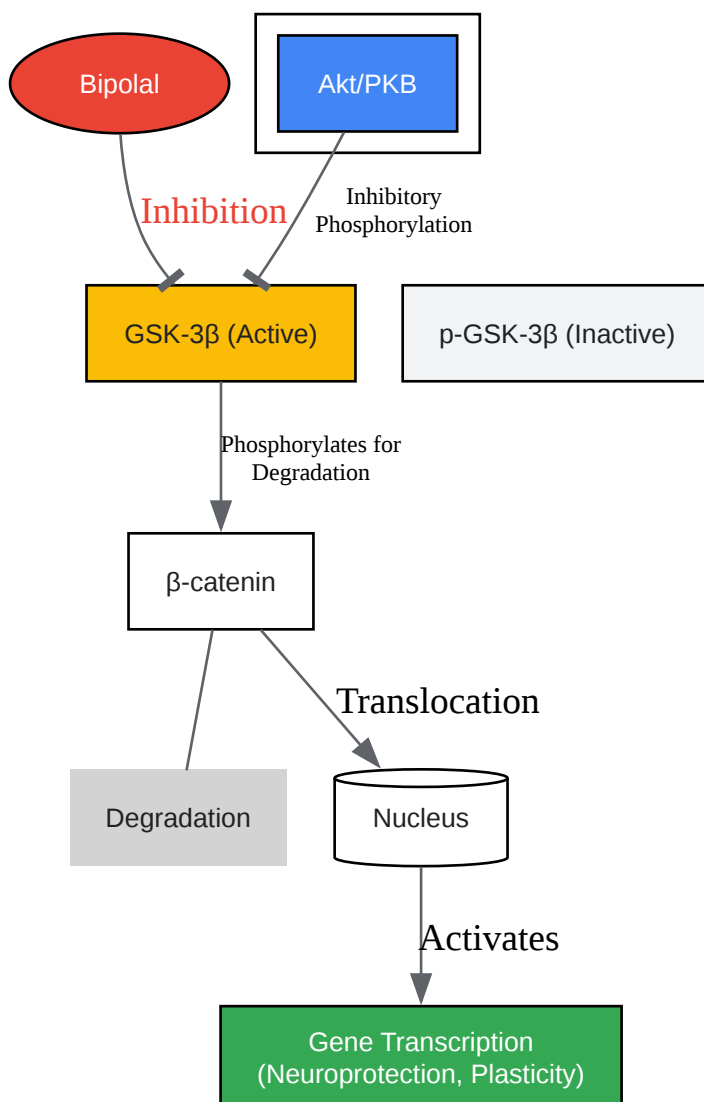 Bipolal
Akt/PKB
Inhibition
Inhibitory
Phosphorylation
GSK-3β (Active)
p-GSK-3β (Inactive)
Phosphorylates for
Degradation
β-catenin
Translocation
Degradation
Nucleus
Activates
Gene Transcription
(Neuroprotection, Plasticity)